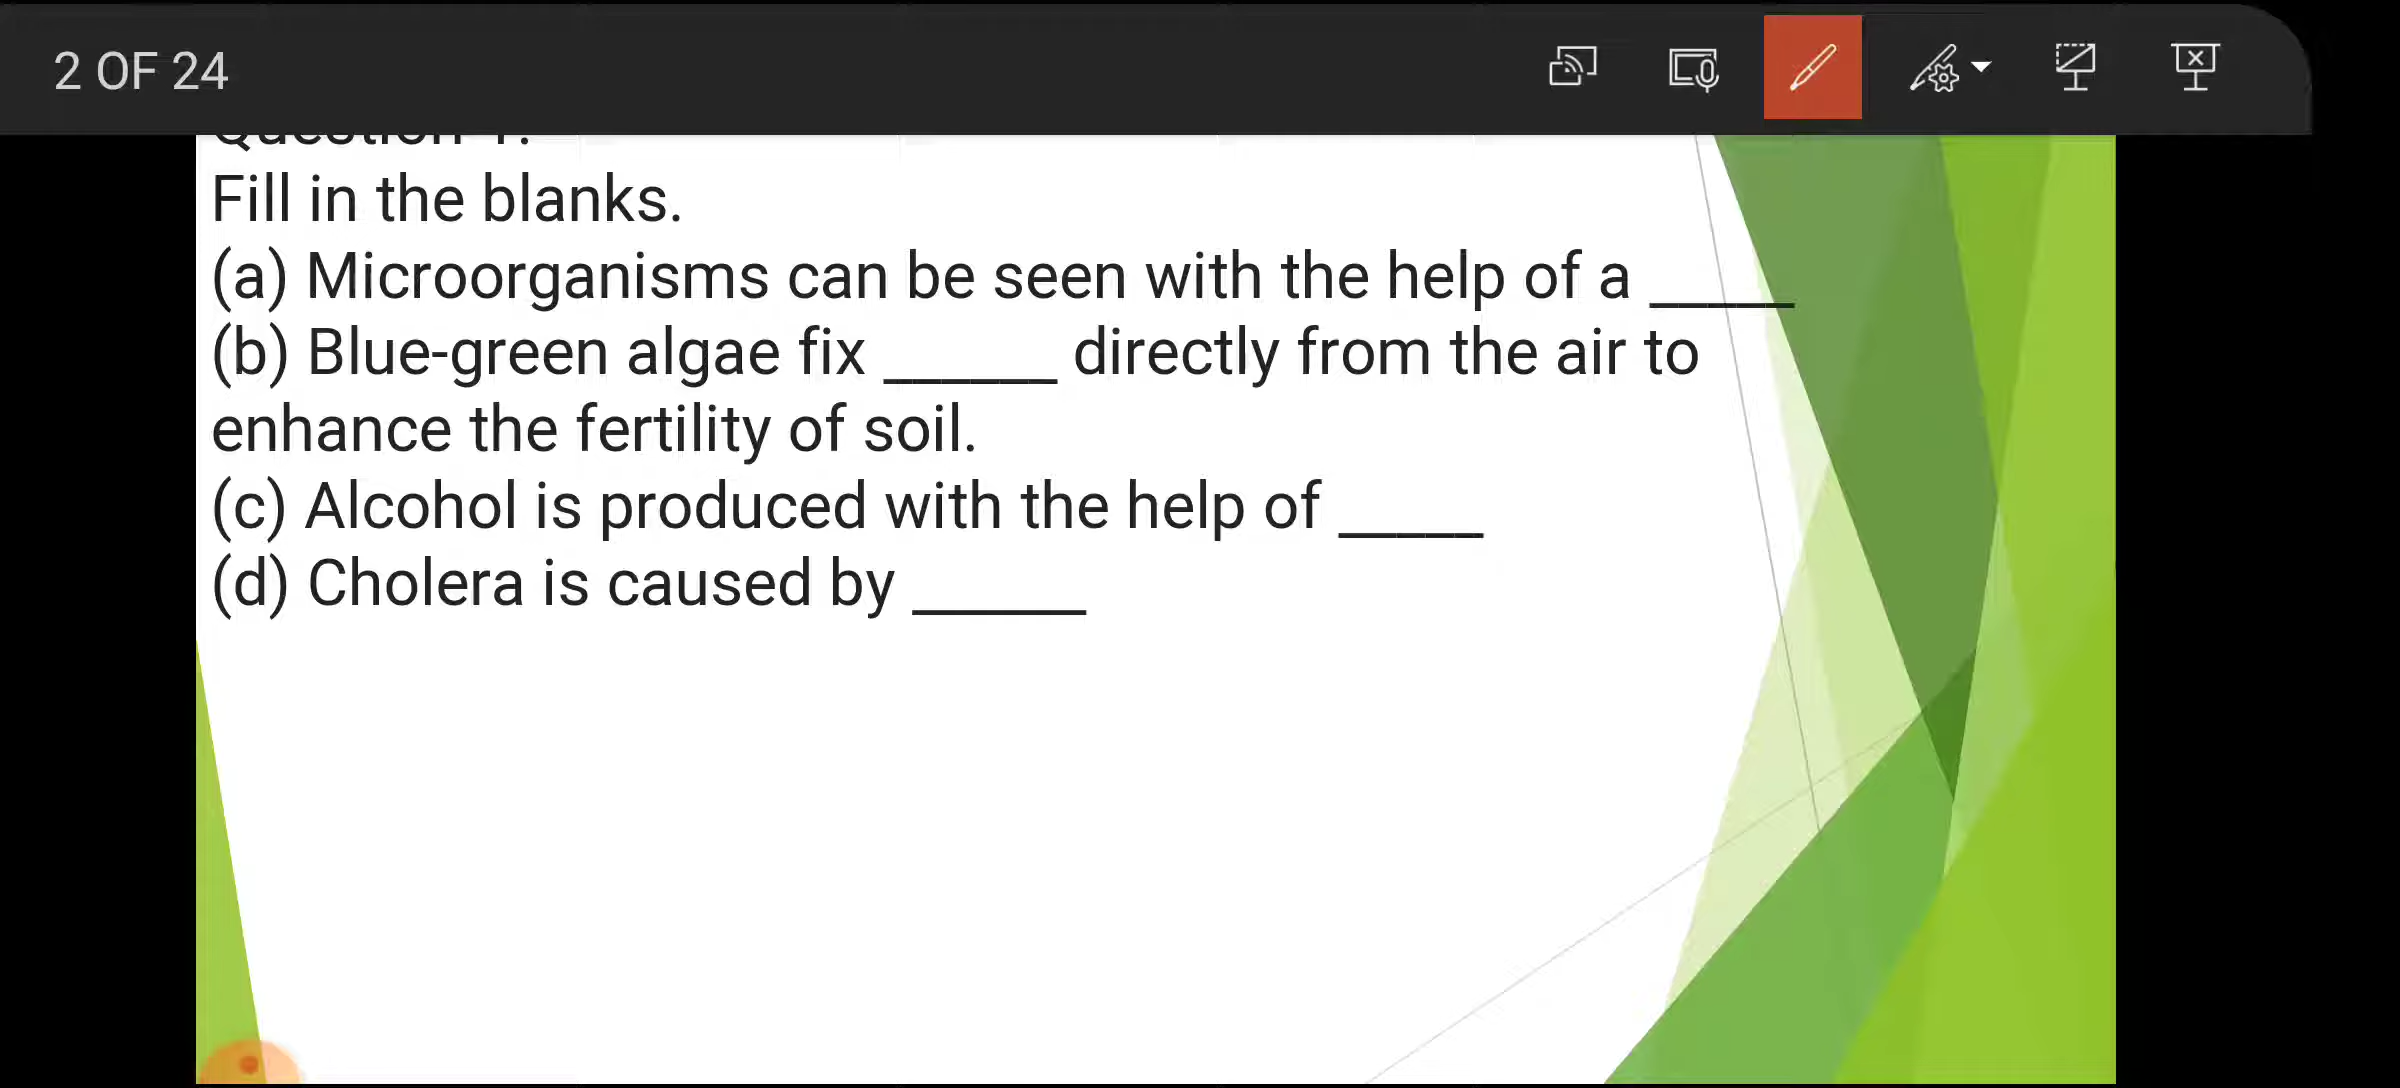 2 OF 24
Fill in the blanks.
(a) Microorganisms can be seen with the help of a _____
(b) Blue-green algae fix ______ directly from the air to
enhance the fertility of soil.
(c) Alcohol is produced with the help of _____
(d) Cholera is caused by ______